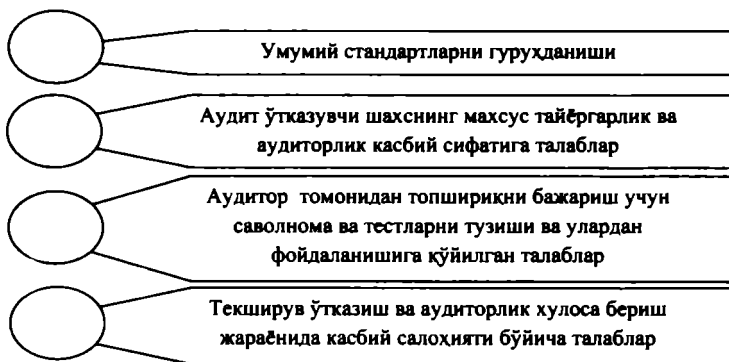 Умумий стандартларни гуруҳданиши
Аудит ўтказувчи шахснинг махсус тайёргарлик ва
аудиторлик касбий сифатига талаблар
Аудитор томонидан топшириқни бажариш учун
саволнома ва тестларни тузиши ва улардан
фойдаланишига қўйилган талаблар
Текширув ўтказиш ва аудиторлик хулоса бериш
жараёнида касбий салоҳияти бўйича талаблар